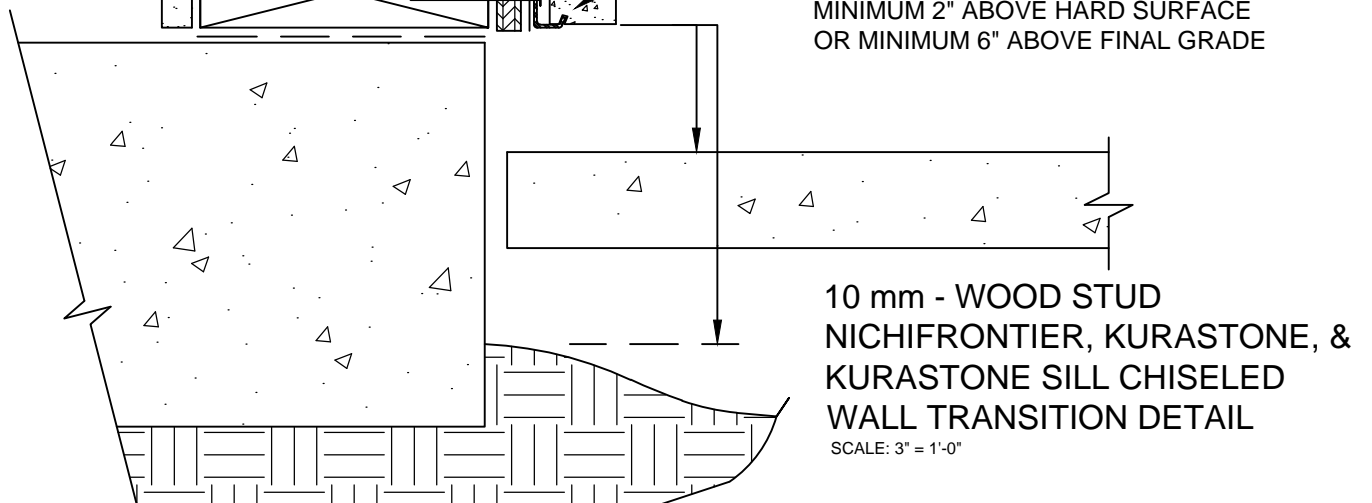 MINIMUM 2" ABOVE HARD SURFACE
OR MINIMUM 6" ABOVE FINAL GRADE
10 mm - WOOD STUD
NICHIFRONTIER, KURASTONE, &
KURASTONE SILL CHISELED
WALL TRANSITION DETAIL
SCALE: 3" = 1'-0"